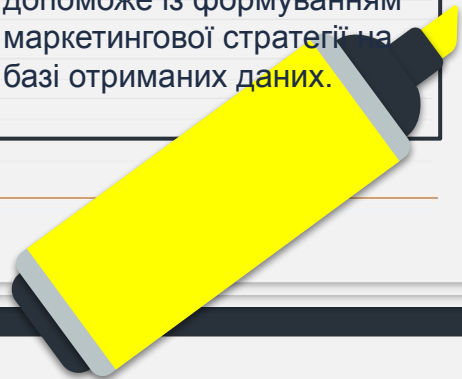 допоможе із формуванням
маркетингової стратегії на
базі отриманих даних.